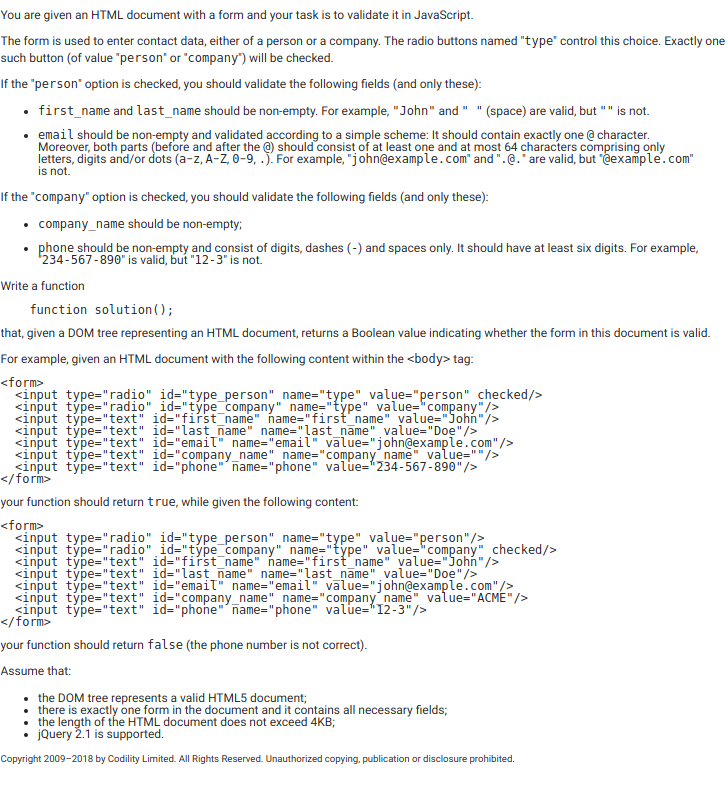 You are given an HTML document with a form and your task is to validate it in JavaScript.
The form is used to enter contact data, either of a person or a company. The radio buttons named "type" control this choice. Exactly one
such button (of value "person" or "company") will be checked.
If the "person" option is checked, you should validate the following fields (and only these):
• first_name and last_name should be non-empty. For example, "John" and " " (space) are valid, but "" is not.
• email should be non-empty and validated according to a simple scheme: It should contain exactly one @ character.
Moreover, both parts (before and after the @) should consist of at least one and at most 64 characters comprising only
letters, digits and/or dots (a-z, A-Z, 0-9, .). For example, "john@example.com" and ".@." are valid, but "@example.com"
is not.
If the "company" option is checked, you should validate the following fields (and only these):
• company_name should be non-empty;
• phone should be non-empty and consist of digits, dashes (-) and spaces only. It should have at least six digits. For example,
"234-567-890" is valid, but "12-3" is not.
Write a function
function solution();
that, given a DOM tree representing an HTML document, returns a Boolean value indicating whether the form in this document is valid.
For example, given an HTML document with the following content within the <body> tag:
<form>
<input type="radio" id="type_person" name="type" value="person" checked/>
<input type="radio" id="type_company" name="type" value="company"/>
<input type="text" id="first_name" name="first_name" value="John"/>
<input type="text" id="last_name" name="last_name" value="Doe"/>
<input type="text" id="email" name="email" value="john@example.com"/>
<input type="text" id="company_name" name="company_name" value=""/>
<input type="text" id="phone" name="phone" value="234-567-890"/>
</form>
your function should return true, while given the following content:
<form>
<input type="radio" id="type_person" name="type" value="person"/>
<input type="radio" id="type_company" name="type" value="company" checked/>
<input type="text" id="first_name" name="first_name" value="John"/>
<input type="text" id="last_name" name="last_name" value="Doe"/>
<input type="text" id="email" name="email" value="john@example.com"/>
<input type="text" id="company_name" name="company_name" value="ACME"/>
<input type="text" id="phone" name="phone" value="12-3"/>
</form>
your function should return false (the phone number is not correct).
Assume that:
• the DOM tree represents a valid HTML5 document;
• there is exactly one form in the document and it contains all necessary fields;
• the length of the HTML document does not exceed 4KB;
• jQuery 2.1 is supported.
Copyright 2009–2018 by Codility Limited. All Rights Reserved. Unauthorized copying, publication or disclosure prohibited.